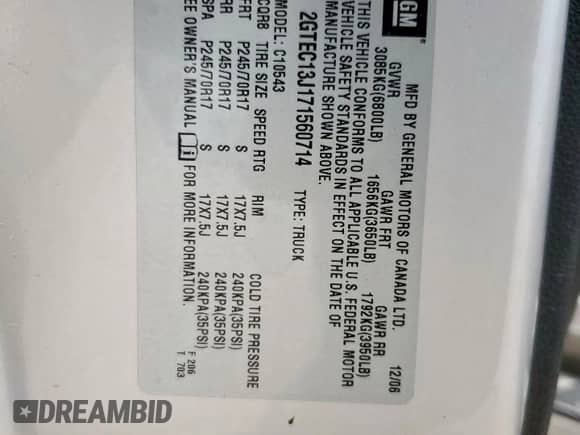 GM
MFD BY GENERAL MOTORS OF CANADA LTD. 12/06
GVWR GAWR FRT GAWR RR
3085KG(6800LB) 1656KG(3650LB) 1792KG(3950LB)
THIS VEHICLE CONFORMS TO ALL APPLICABLE U.S. FEDERAL MOTOR
VEHICLE SAFETY STANDARDS IN EFFECT ON THE DATE OF
MANUFACTURE SHOWN ABOVE.
2GTEC13J171560714 TYPE: TRUCK
MODEL: C10543
TIRE SIZE SPEED RTG RIM COLD TIRE PRESSURE
FRT P245/70R17 S 17X7.5J 240KPA(35PSI)
RR P245/70R17 S 17X7.5J 240KPA(35PSI)
SPA P245/70R17 S 17X7.5J 240KPA(35PSI)
SEE OWNER'S MANUAL FOR MORE INFORMATION.
F 206
T 703
DREAMBID